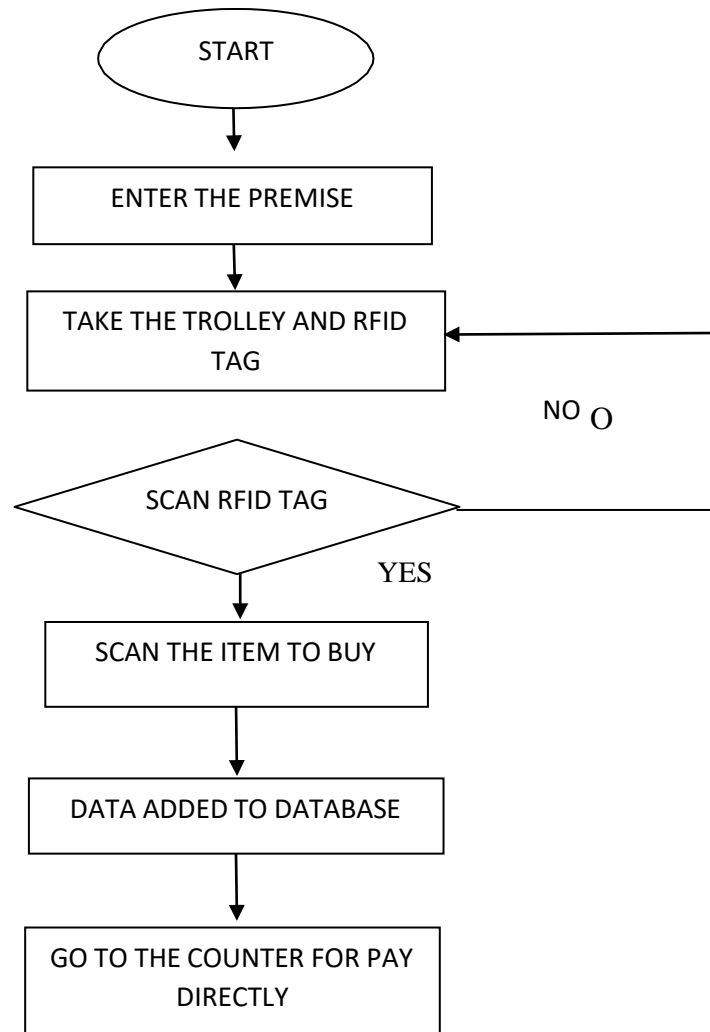 START
ENTER THE PREMISE
TAKE THE TROLLEY AND RFID
TAG
NO O
SCAN RFID TAG
YES
SCAN THE ITEM TO BUY
DATA ADDED TO DATABASE
GO TO THE COUNTER FOR PAY
DIRECTLY